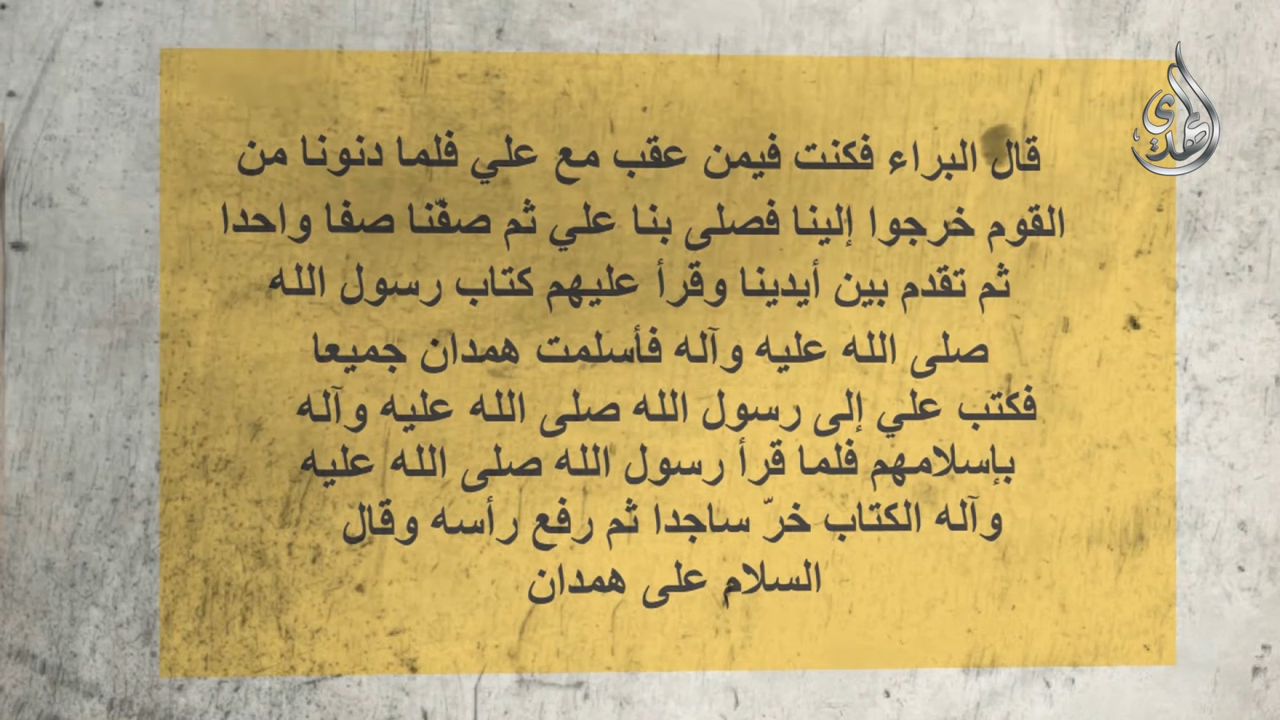 قال البراء فكنت فيمن عقب مع علي فلما دنونا من
القوم خرجوا إلينا فصلى بنا علي ثم صفّنا صفا واحدا
ثم تقدم بين أيدينا وقرأ عليهم كتاب رسول الله
صلى الله عليه وآله فأسلمت همدان جميعا
فكتب علي إلى رسول الله صلى الله عليه وآله
بإسلامهم فلما قرأ رسول الله صلى الله عليه
وآله الكتاب خرّ ساجدا ثم رفع رأسه وقال
السلام على همدان
المهدي